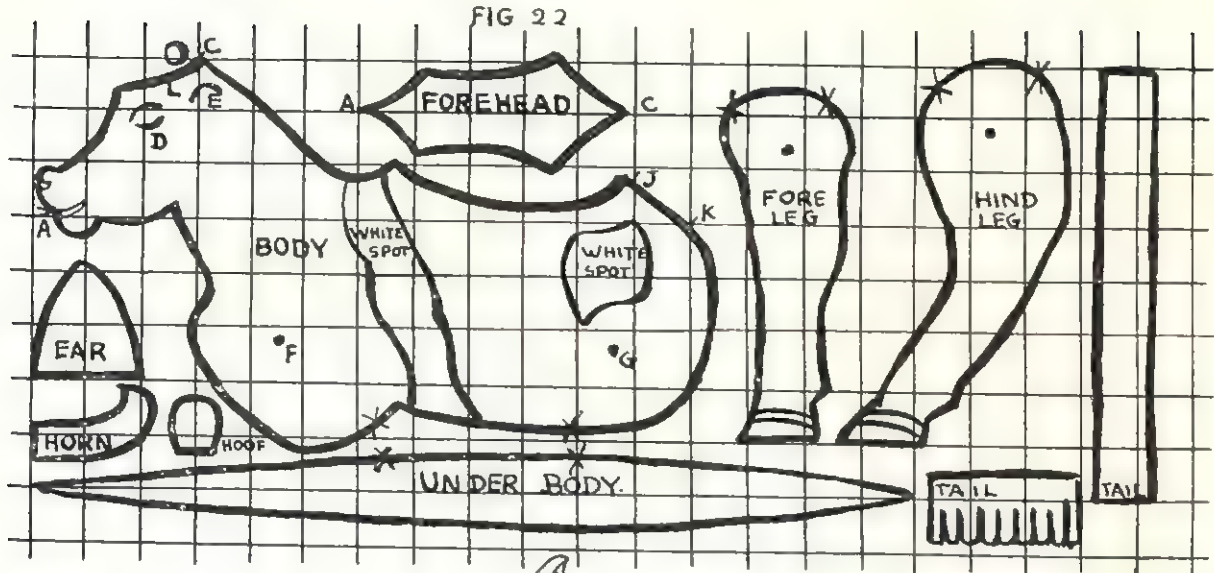 FIG 22
C
L
E
D
A
FOREHEAD
C
A
J
K
BODY
WHITE
SPOT
WHITE
SPOT
F
G
FORE
LEG
HIND
LEG
EAR
HORN
HOOF
UNDER BODY.
TAIL
TAIL